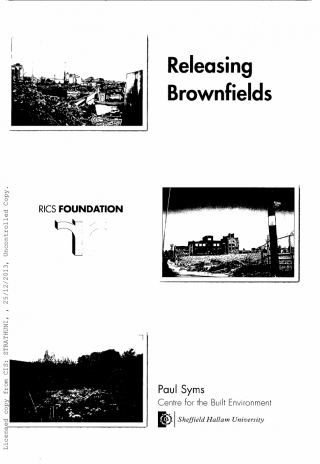 Releasing
Brownfields
RICS FOUNDATION
Paul Syms
Centre for the Built Environment
Sheffield Hallam University
Licensed copy from CIS: STRATHUNI, , 25/12/2013, Uncontrolled Copy.